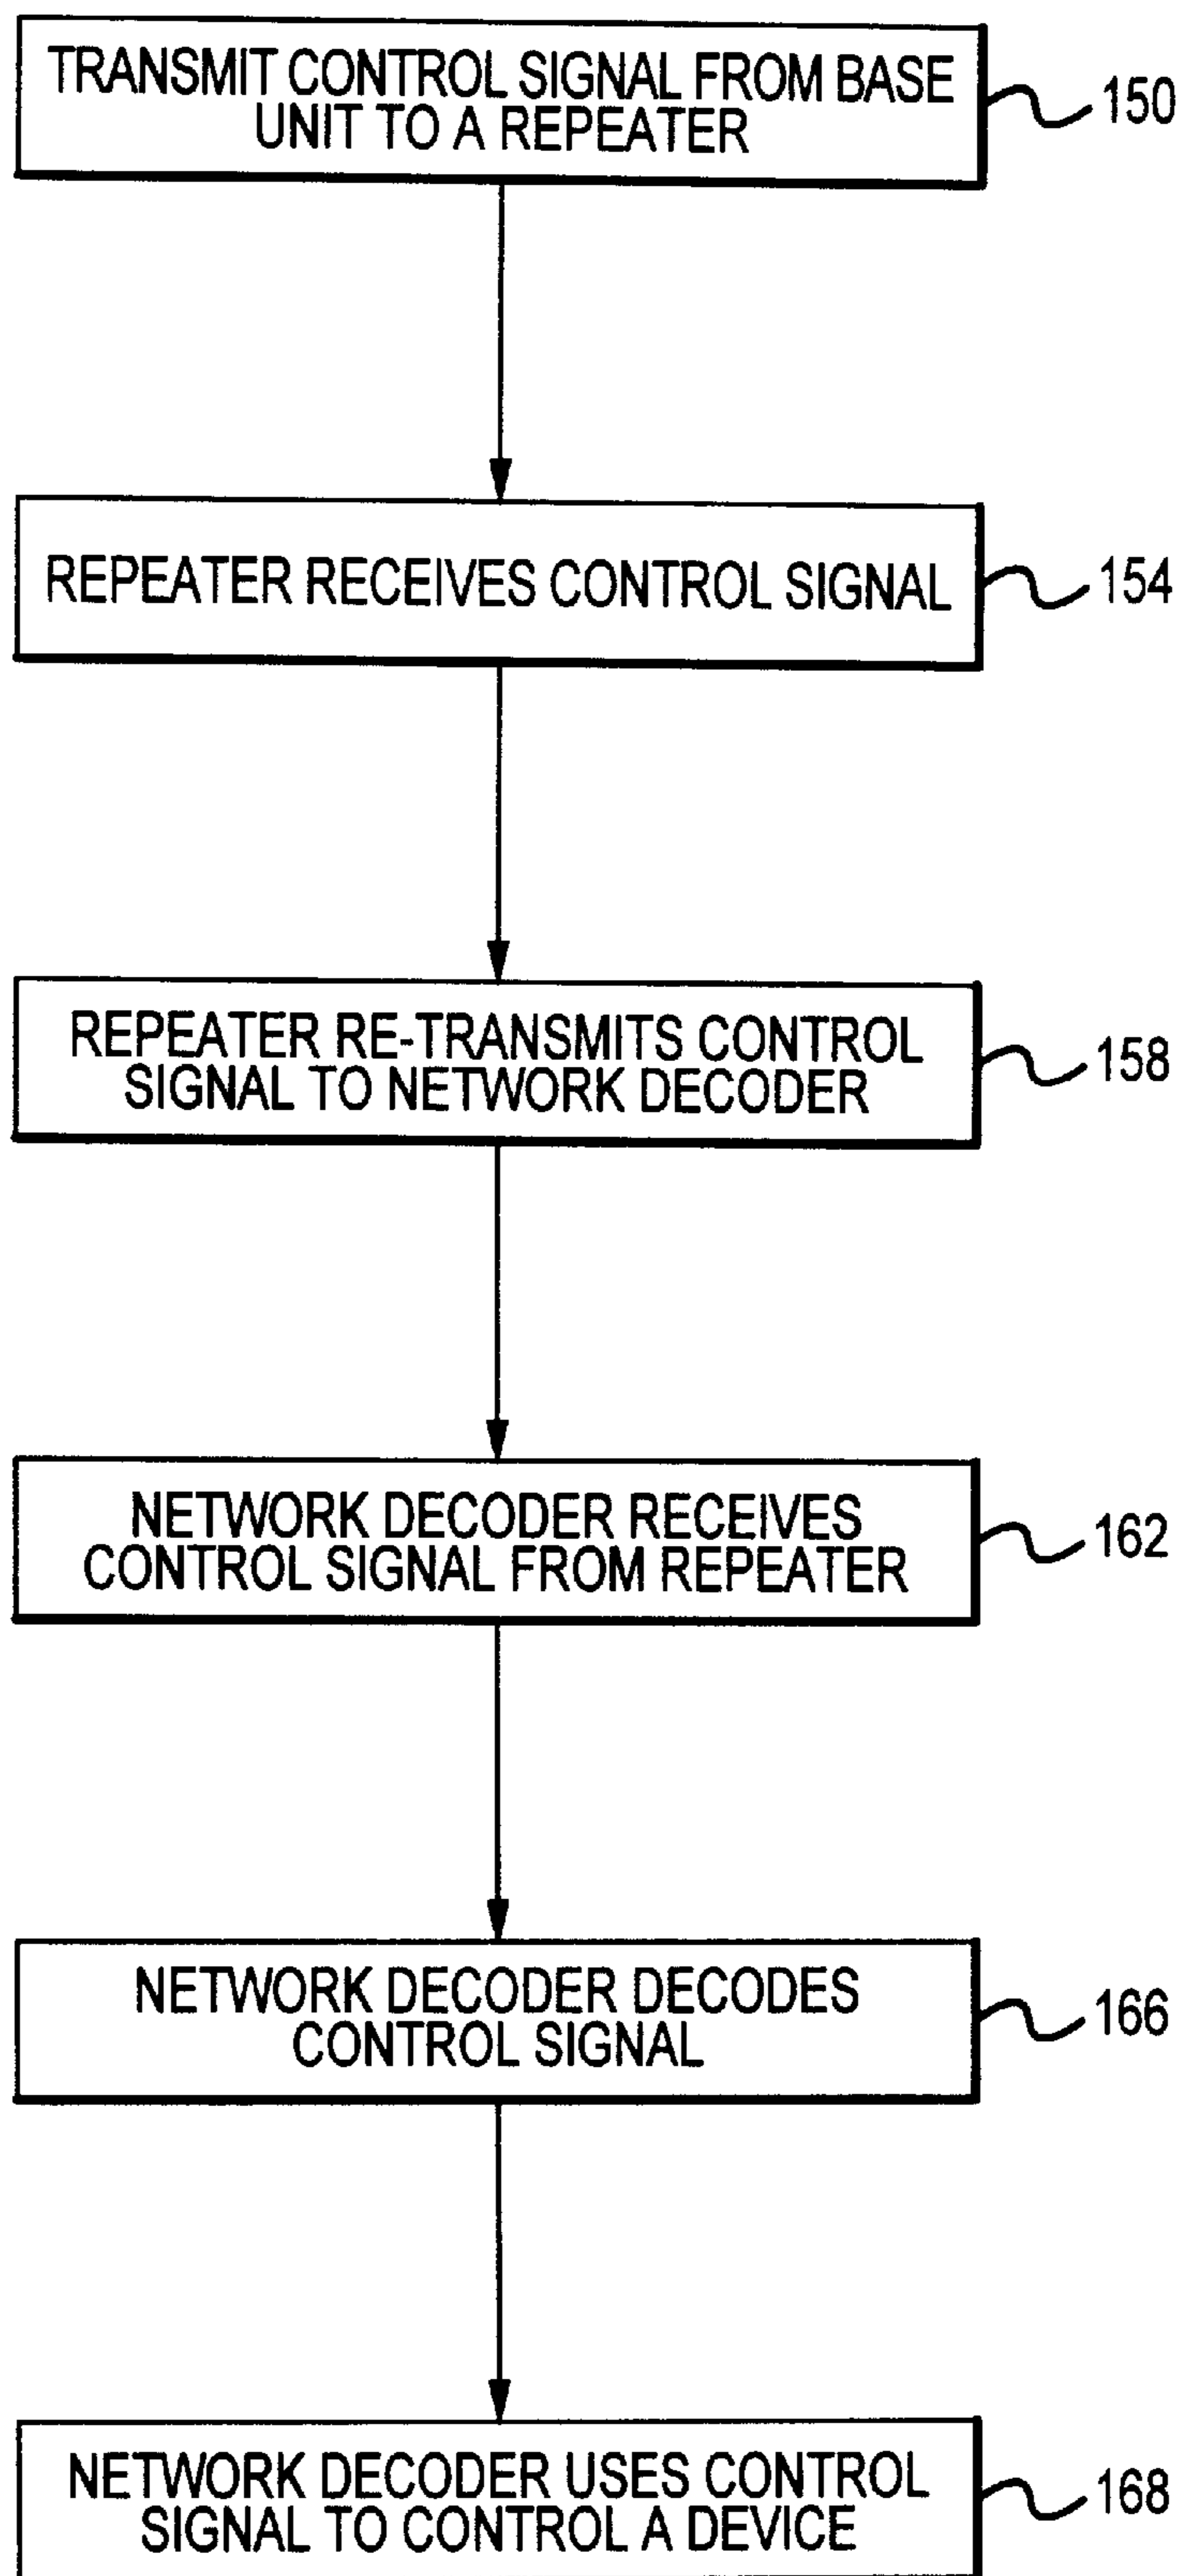 TRANSMIT CONTROL SIGNAL FROM BASE
UNIT TO A REPEATER
150
REPEATER RECEIVES CONTROL SIGNAL
154
REPEATER RE-TRANSMITS CONTROL
SIGNAL TO NETWORK DECODER
158
NETWORK DECODER RECEIVES
CONTROL SIGNAL FROM REPEATER
162
NETWORK DECODER DECODES
CONTROL SIGNAL
166
NETWORK DECODER USES CONTROL
SIGNAL TO CONTROL A DEVICE
168